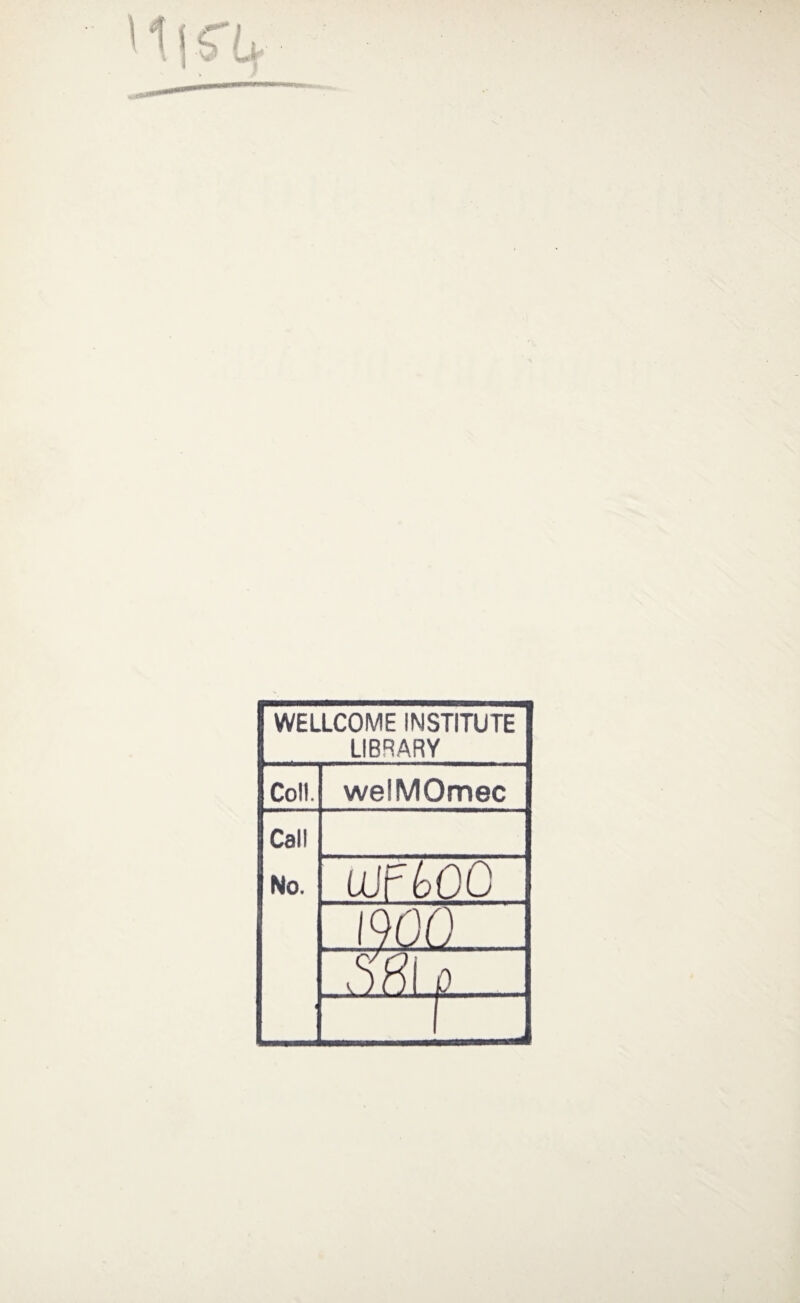 WELLCOME INSTITUTE
LIBRARY
Coll. welMOmec
Call
No. WF600
1900
S81p